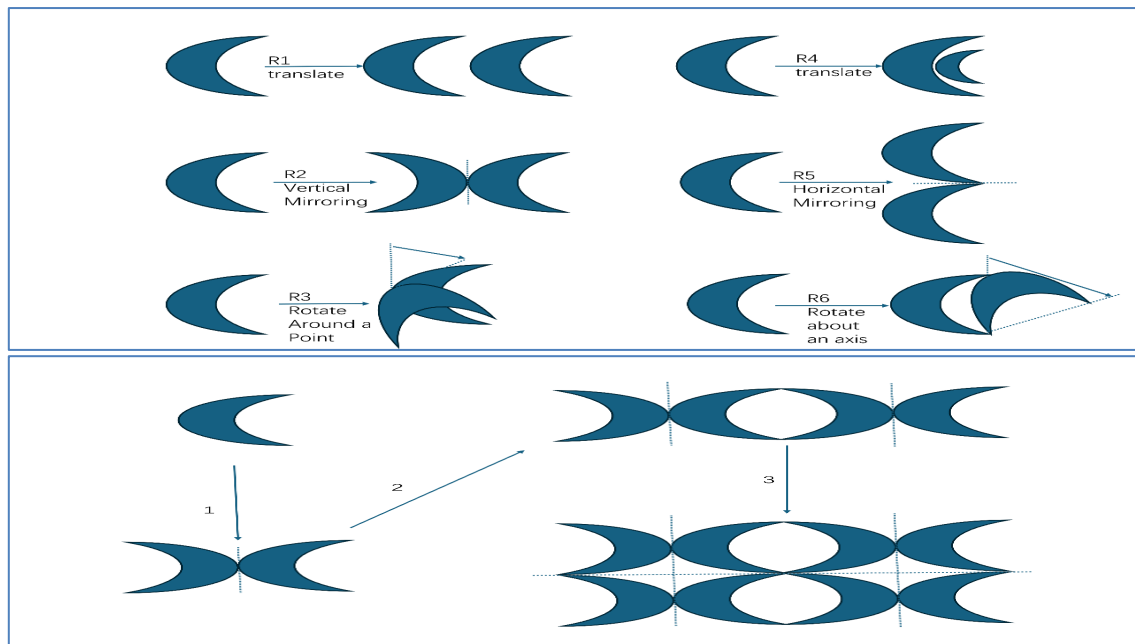 R1
translate
R4
translate
R2
Vertical
Mirroring
R5
Horizontal
Mirroring
R3
Rotate
Around a
Point
R6
Rotate
about
an axis
1
2
3